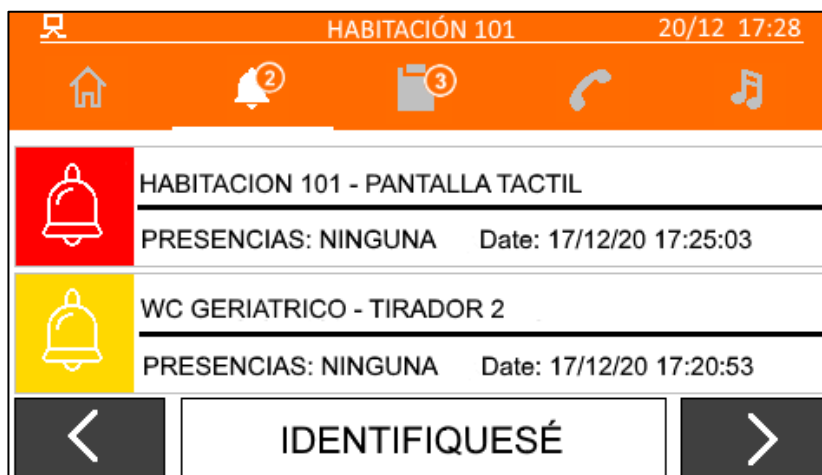 HABITACIÓN 101 20/12 17:28
2 3
HABITACION 101 - PANTALLA TACTIL
PRESENCIAS: NINGUNA Date: 17/12/20 17:25:03
WC GERIATRICO - TIRADOR 2
PRESENCIAS: NINGUNA Date: 17/12/20 17:20:53
IDENTIFIQUESÉ